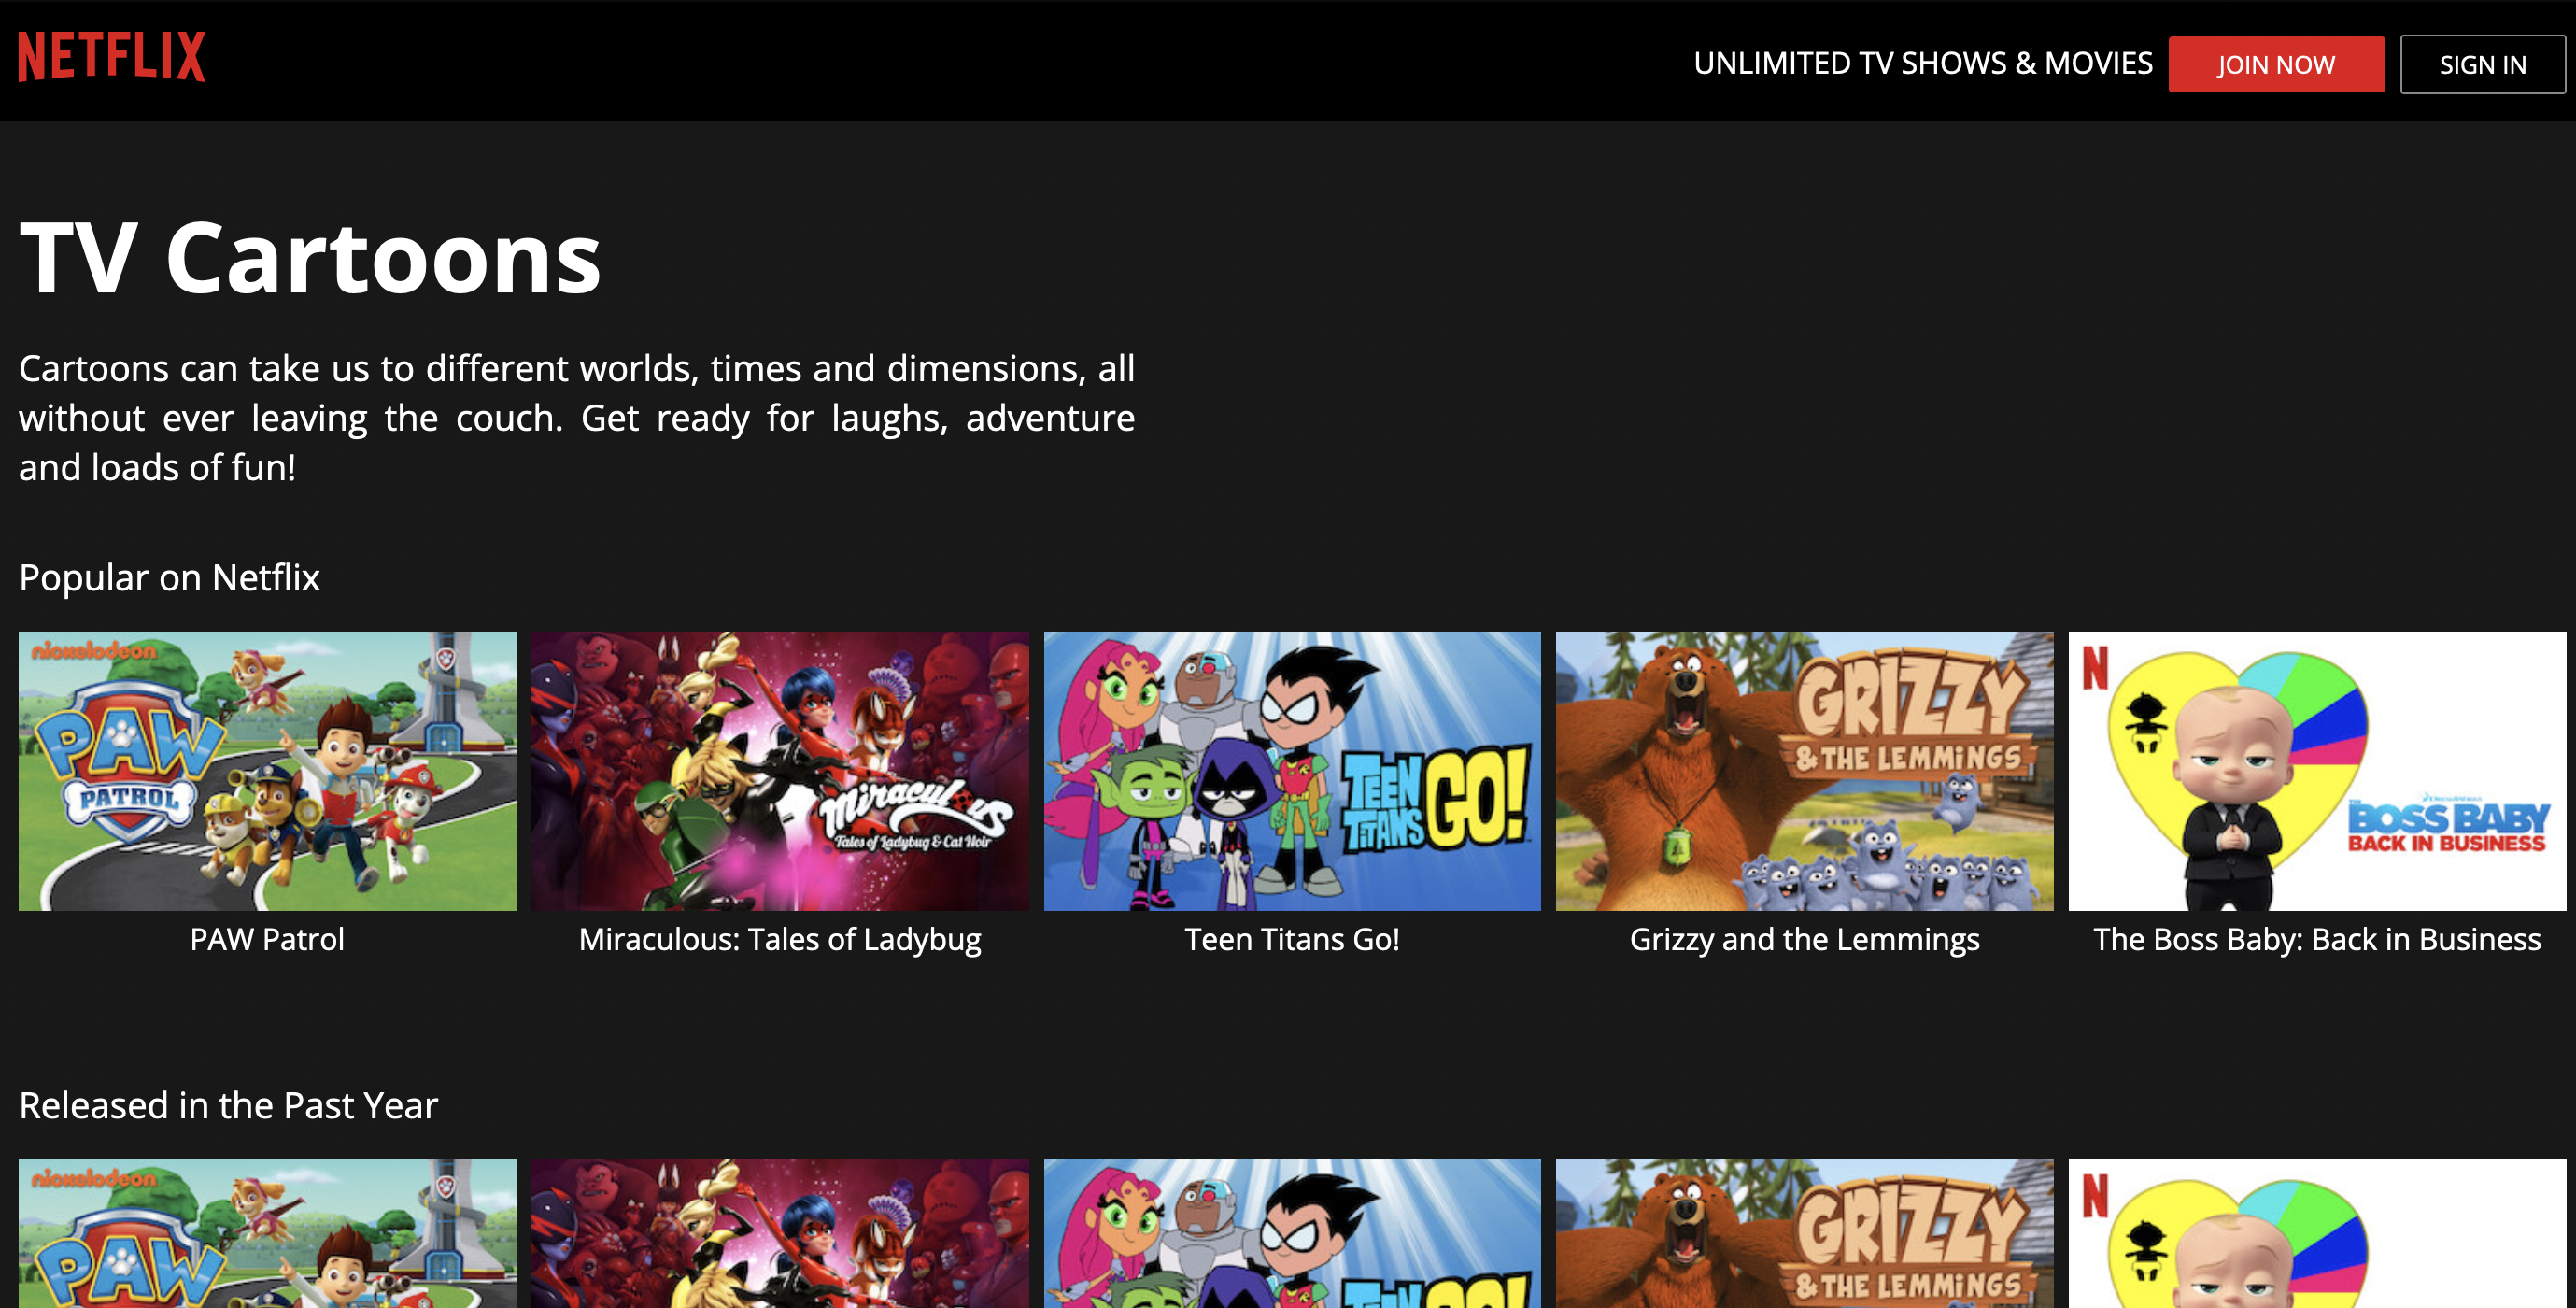 NETFLIX
UNLIMITED TV SHOWS & MOVIES
JOIN NOW
SIGN IN
TV Cartoons
Cartoons can take us to different worlds, times and dimensions, all
without ever leaving the couch. Get ready for laughs, adventure
and loads of fun!
Popular on Netflix
nickelodeon
PAW
PATROL
Miraculous
Tales of Ladybug & Cat Noir
TEEN
TITANS
GO!
GRIZZY
& THE LEMMINGS
N
DreamWorks
THE
BOSS BABY
BACK IN BUSINESS
PAW Patrol
Miraculous: Tales of Ladybug
Teen Titans Go!
Grizzy and the Lemmings
The Boss Baby: Back in Business
Released in the Past Year
nickelodeon
PAW
TEEN
GO!
GRIZZY
& THE LEMMINGS
N